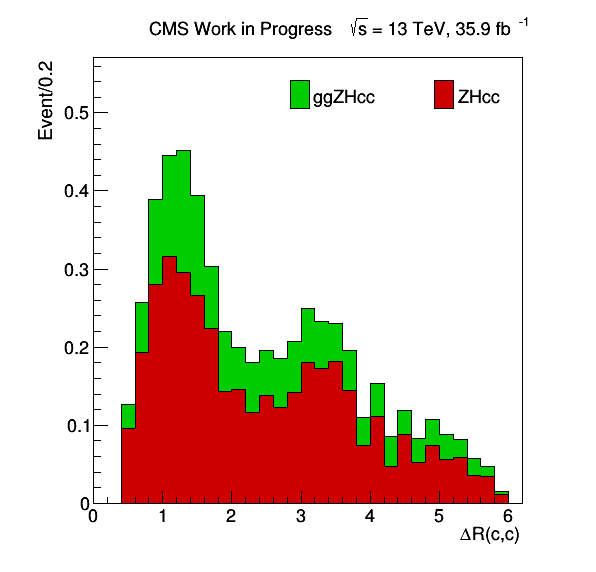 CMS Work in Progress √s = 13 TeV, 35.9 fb -1
Event/0.2
ggZHcc ZHcc
0.5
0.4
0.3
0.2
0.1
0
0 1 2 3 4 5 6
ΔR(c,c)